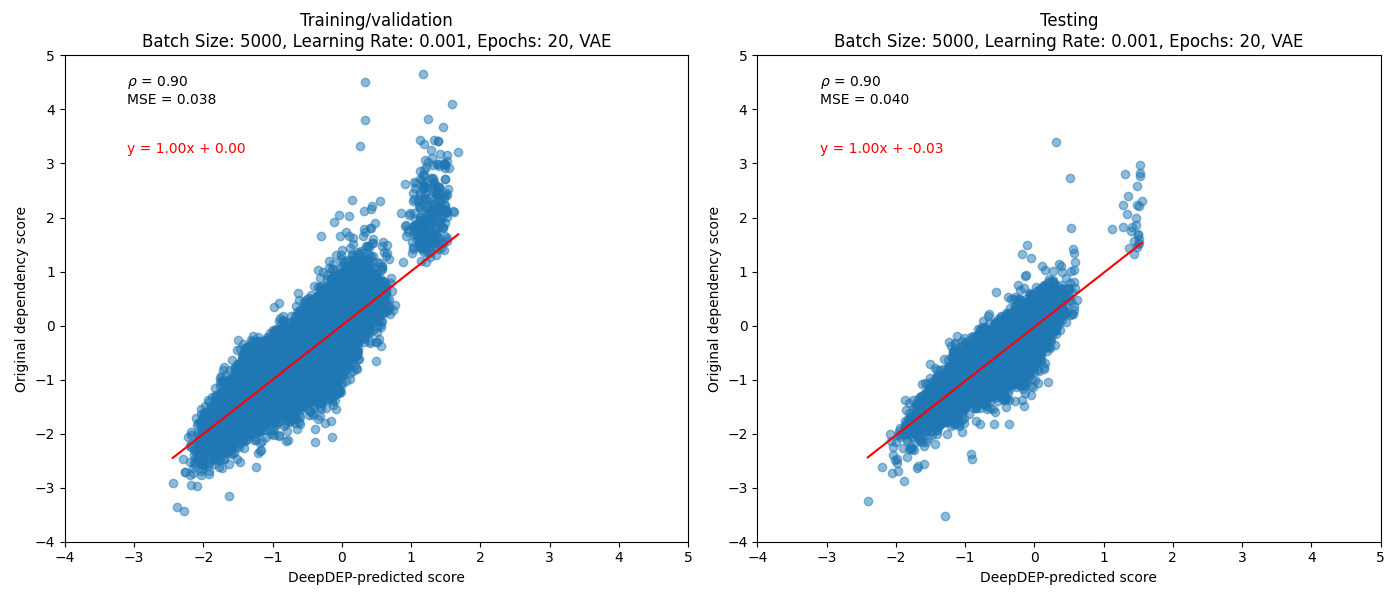 Training/validation
Batch Size: 5000, Learning Rate: 0.001, Epochs: 20, VAE
ρ = 0.90
MSE = 0.038
y = 1.00x + 0.00
Original dependency score
5
4
3
2
1
0
−1
−2
−3
−4
−4 −3 −2 −1 0 1 2 3 4 5
DeepDEP-predicted score
Testing
Batch Size: 5000, Learning Rate: 0.001, Epochs: 20, VAE
ρ = 0.90
MSE = 0.040
y = 1.00x + -0.03
Original dependency score
5
4
3
2
1
0
−1
−2
−3
−4
−4 −3 −2 −1 0 1 2 3 4 5
DeepDEP-predicted score